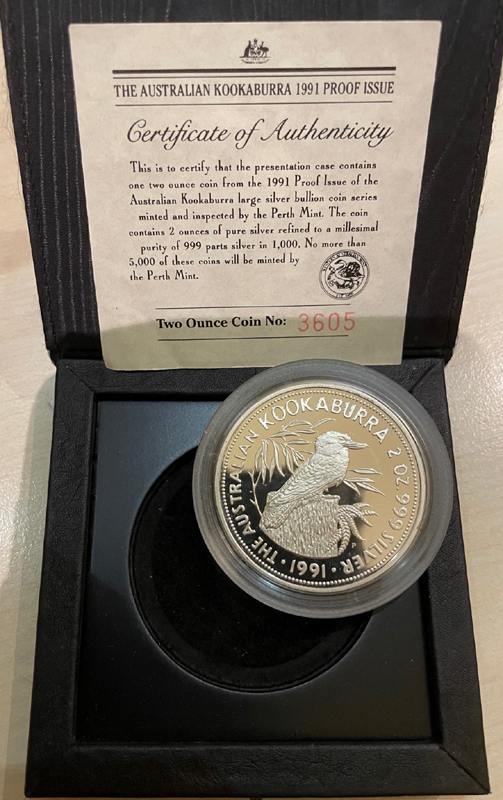 THE AUSTRALIAN KOOKABURRA 1991 PROOF ISSUE
Certificate of Authenticity
This is to certify that the presentation case contains
one two ounce coin from the 1991 Proof Issue of the
Australian Kookaburra large silver bullion coin series
minted and inspected by the Perth Mint. The coin
contains 2 ounces of pure silver refined to a millesimal
purity of 999 parts silver in 1,000. No more than
5,000 of these coins will be minted by
the Perth Mint.
Two Ounce Coin No: 3605
· THE AUSTRALIAN KOOKABURRA 2 OZ 999 SILVER · 1991